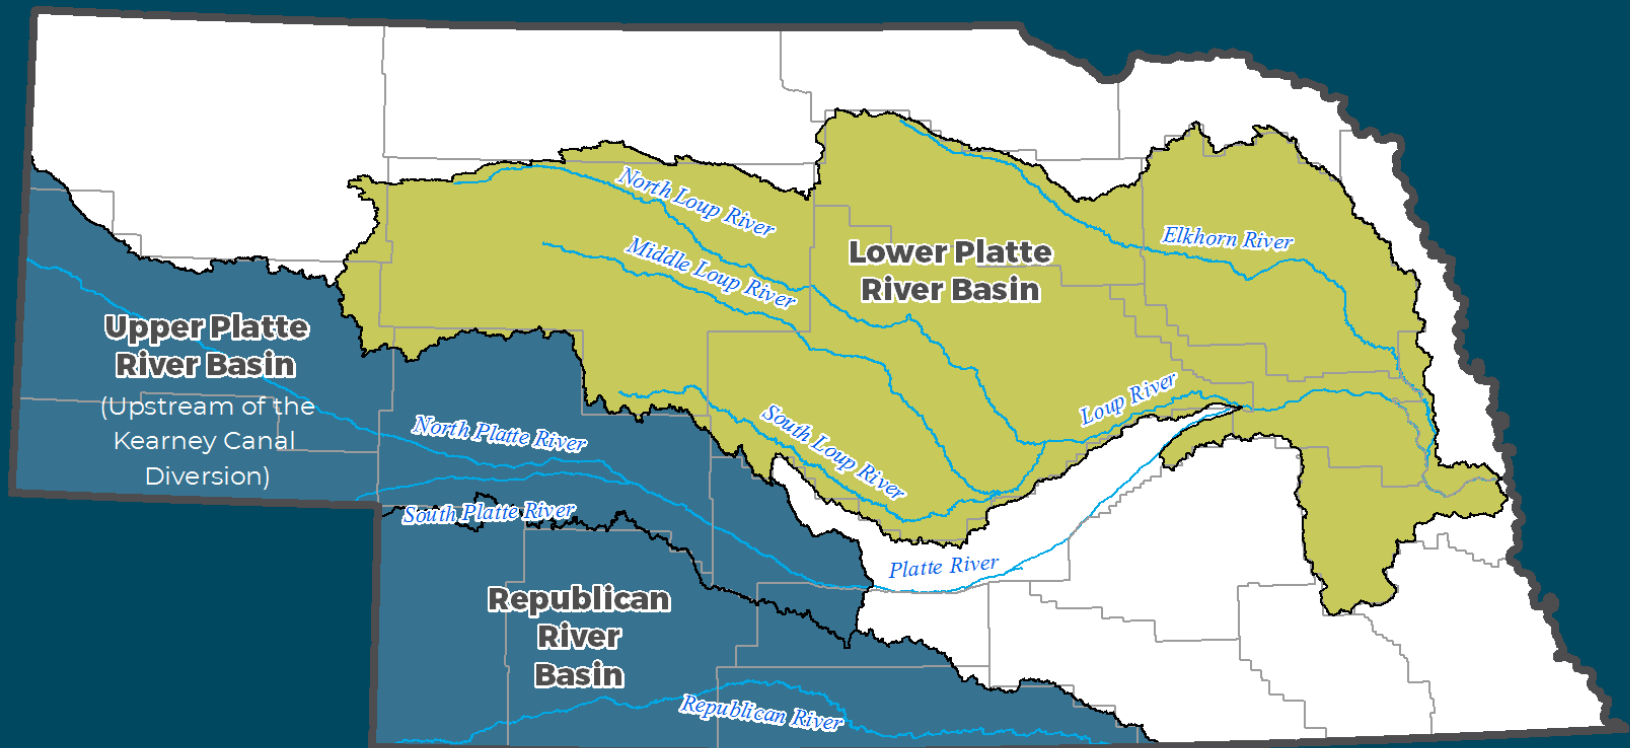 North Loup River
Middle Loup River
Lower Platte
River Basin
Elkhorn River
Upper Platte
River Basin
(Upstream of the
Kearney Canal
Diversion)
North Platte River
South Loup River
Loup River
South Platte River
Platte River
Republican
River
Basin
Republican River